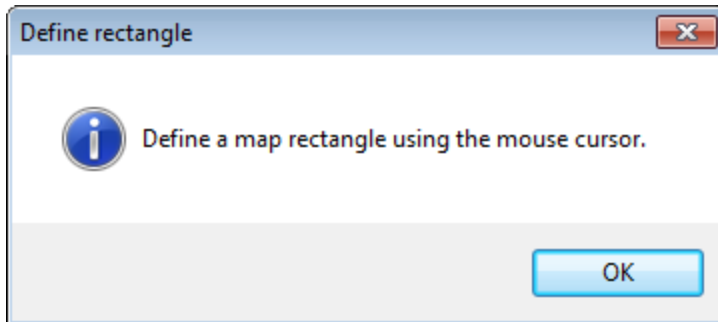 Define rectangle
Define a map rectangle using the mouse cursor.
OK